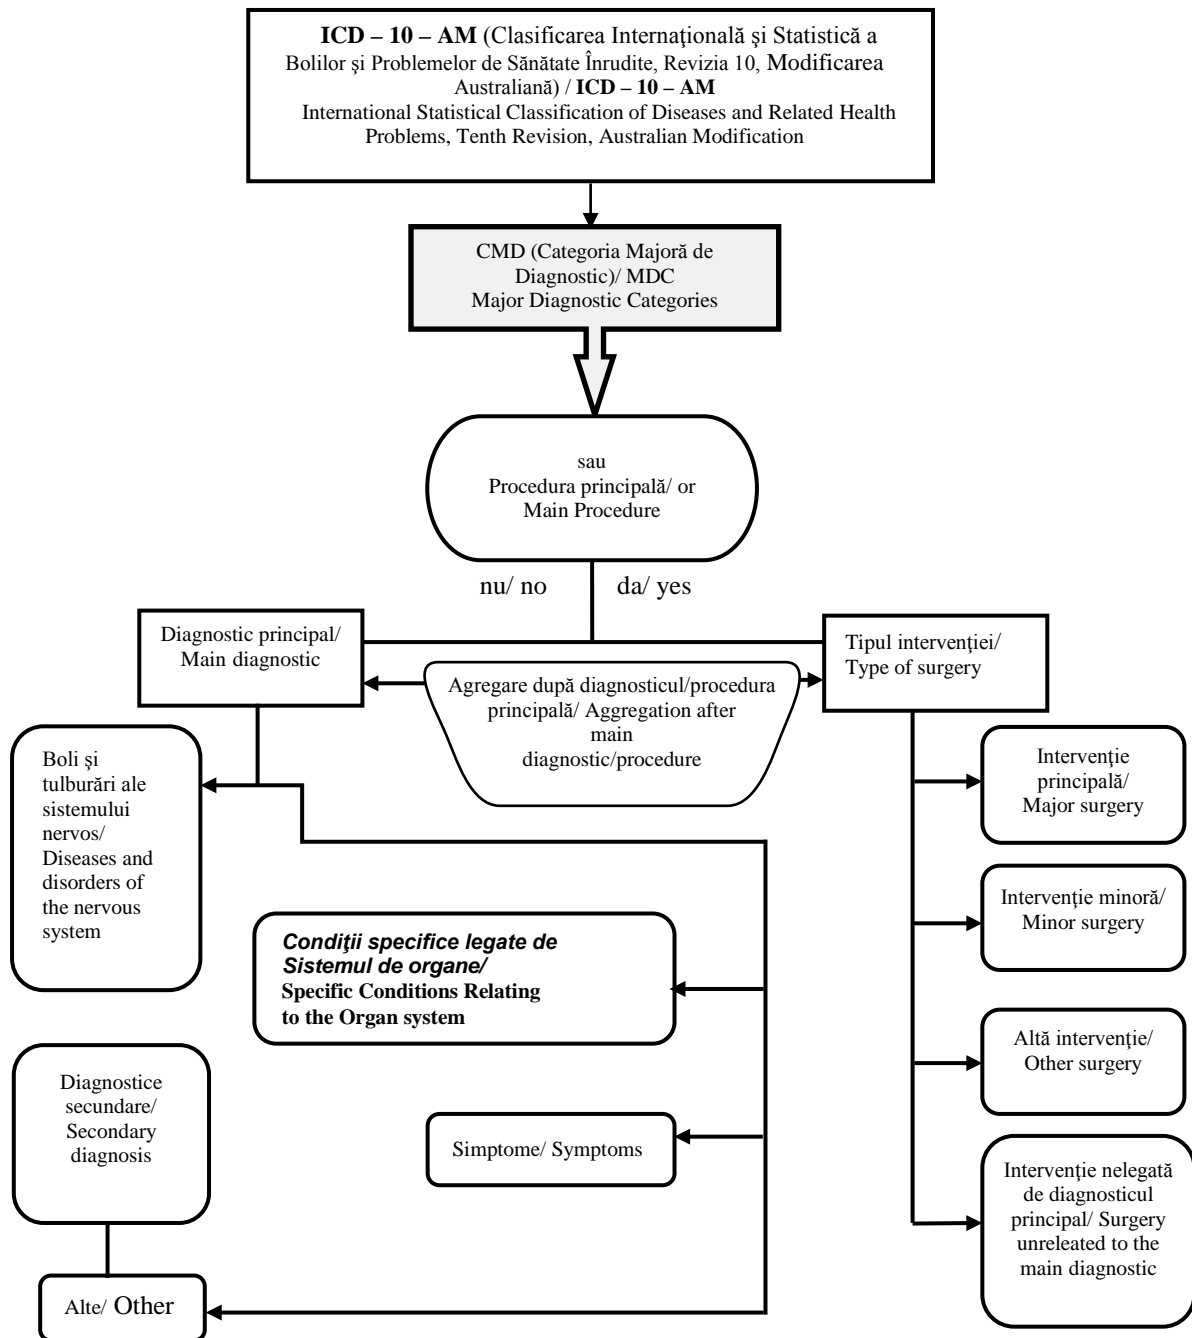 ICD – 10 – AM (Clasificarea Internaţională şi Statistică a
Bolilor şi Problemelor de Sănătate Înrudite, Revizia 10, Modificarea
Australiană) / ICD – 10 – AM
International Statistical Classification of Diseases and Related Health
Problems, Tenth Revision, Australian Modification
CMD (Categoria Majoră de
Diagnostic)/ MDC
Major Diagnostic Categories
sau
Procedura principală/ or
Main Procedure
nu/ no
da/ yes
Diagnostic principal/
Main diagnostic
Tipul intervenţiei/
Type of surgery
Agregare după diagnosticul/procedura
principală/ Aggregation after
main
diagnostic/procedure
Boli şi
tulburări ale
sistemului
nervos/
Diseases and
disorders of
the nervous
system
Intervenţie
principală/
Major surgery
Intervenţie minoră/
Minor surgery
Condiţii specifice legate de
Sistemul de organe/
Specific Conditions Relating
to the Organ system
Altă intervenţie/
Other surgery
Diagnostice
secundare/
Secondary
diagnosis
Simptome/ Symptoms
Intervenţie nelegată
de diagnosticul
principal/ Surgery
unreleated to the
main diagnostic
Alte/ Other